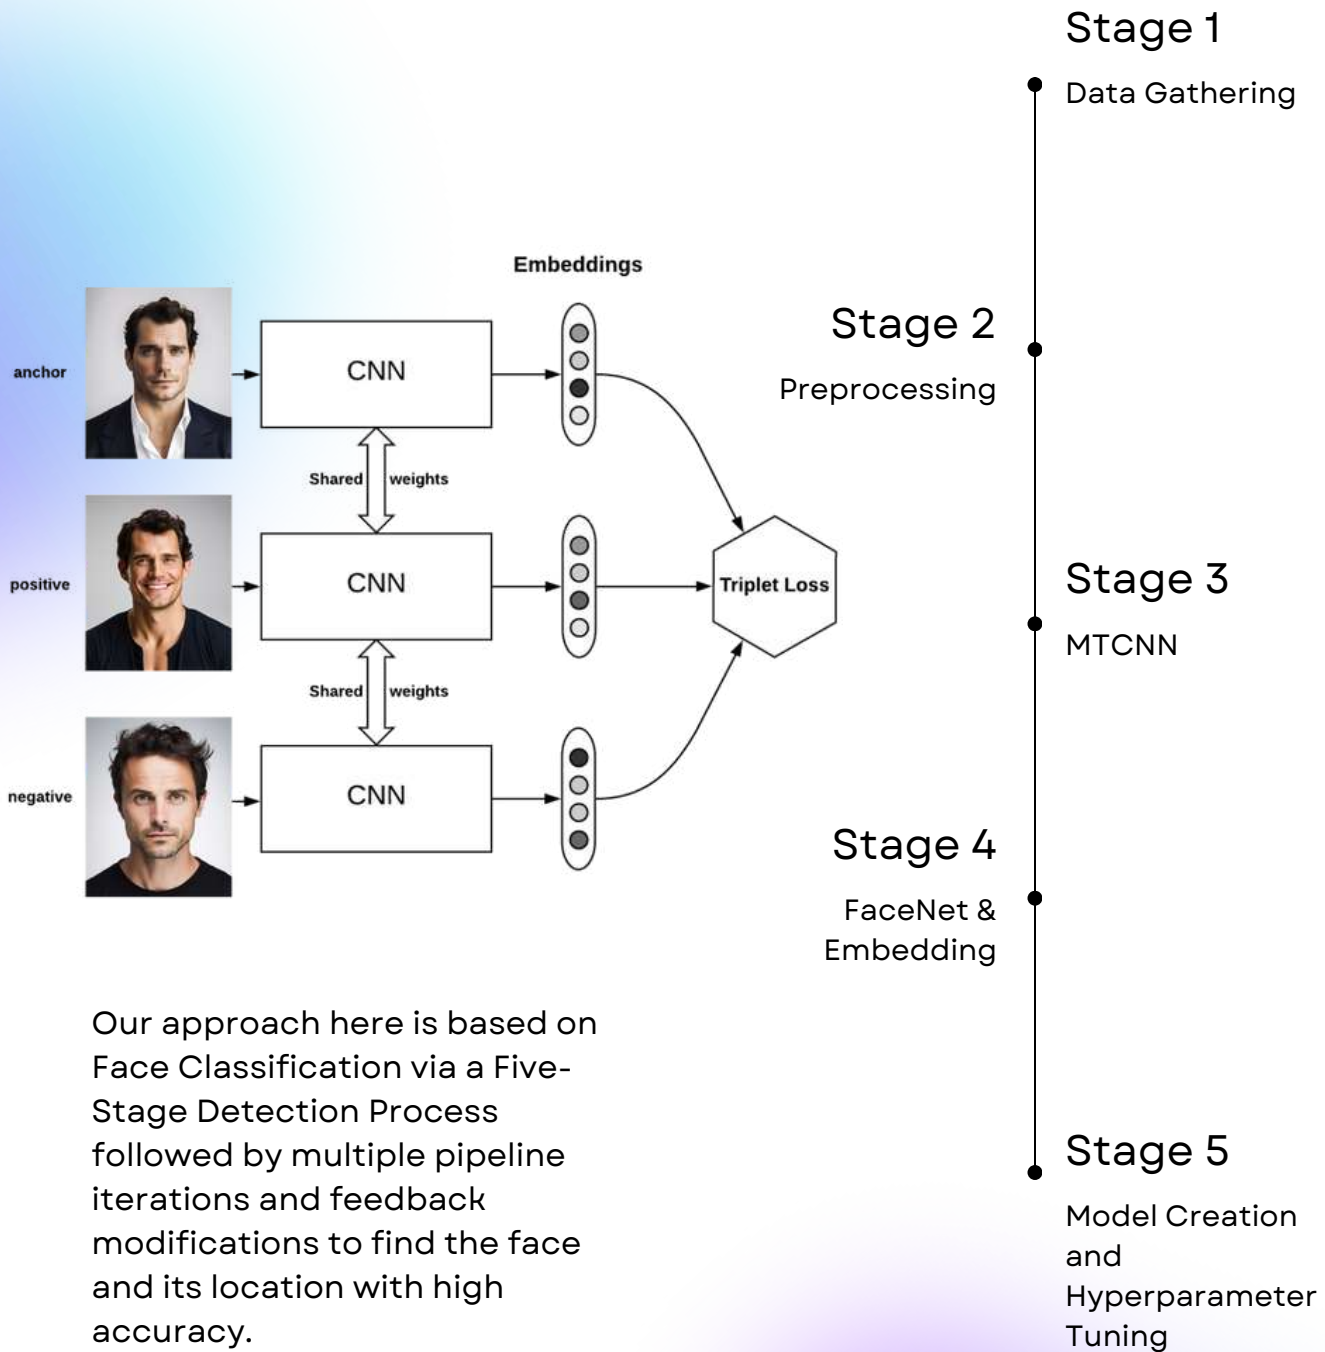 Stage 1
Data Gathering
Embeddings
anchor
CNN
Shared weights
positive
CNN
Triplet Loss
Shared weights
negative
CNN
Stage 2
Preprocessing
Stage 3
MTCNN
Stage 4
FaceNet &
Embedding
Our approach here is based on
Face Classification via a Five-
Stage Detection Process
followed by multiple pipeline
iterations and feedback
modifications to find the face
and its location with high
accuracy.
Stage 5
Model Creation
and
Hyperparameter
Tuning